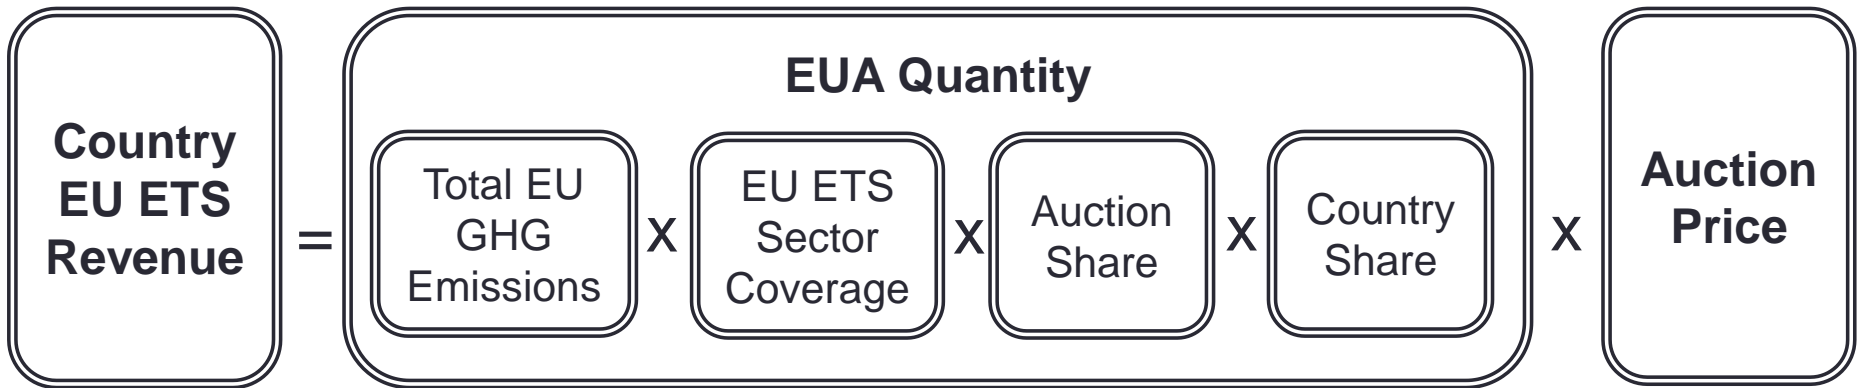 Country
EU ETS
Revenue
=
EUA Quantity
Total EU
GHG
Emissions
x
EU ETS
Sector
Coverage
x
Auction
Share
x
Country
Share
x
Auction
Price